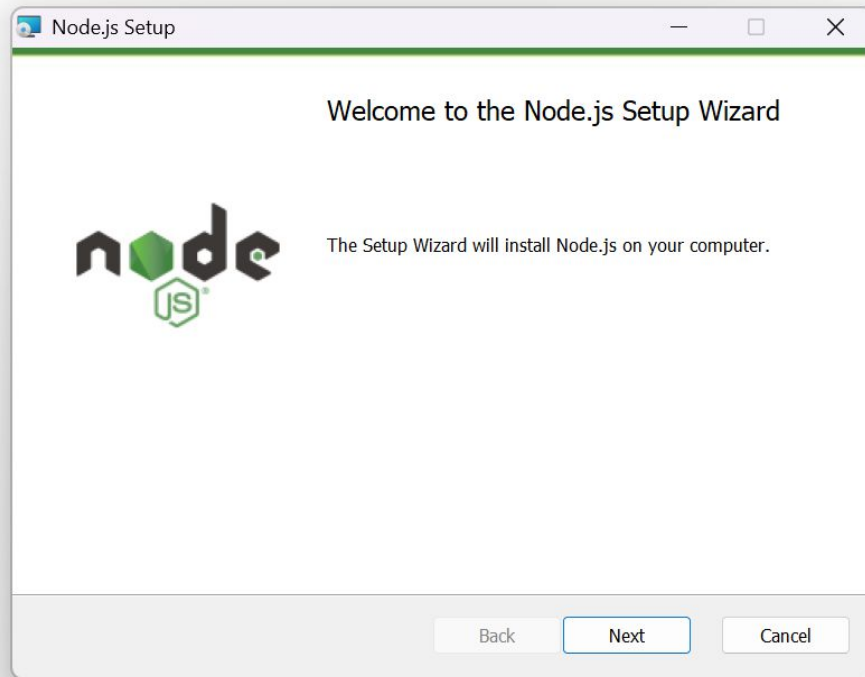 Node.js Setup
Welcome to the Node.js Setup Wizard
The Setup Wizard will install Node.js on your computer.
node
JS®
Back Next Cancel